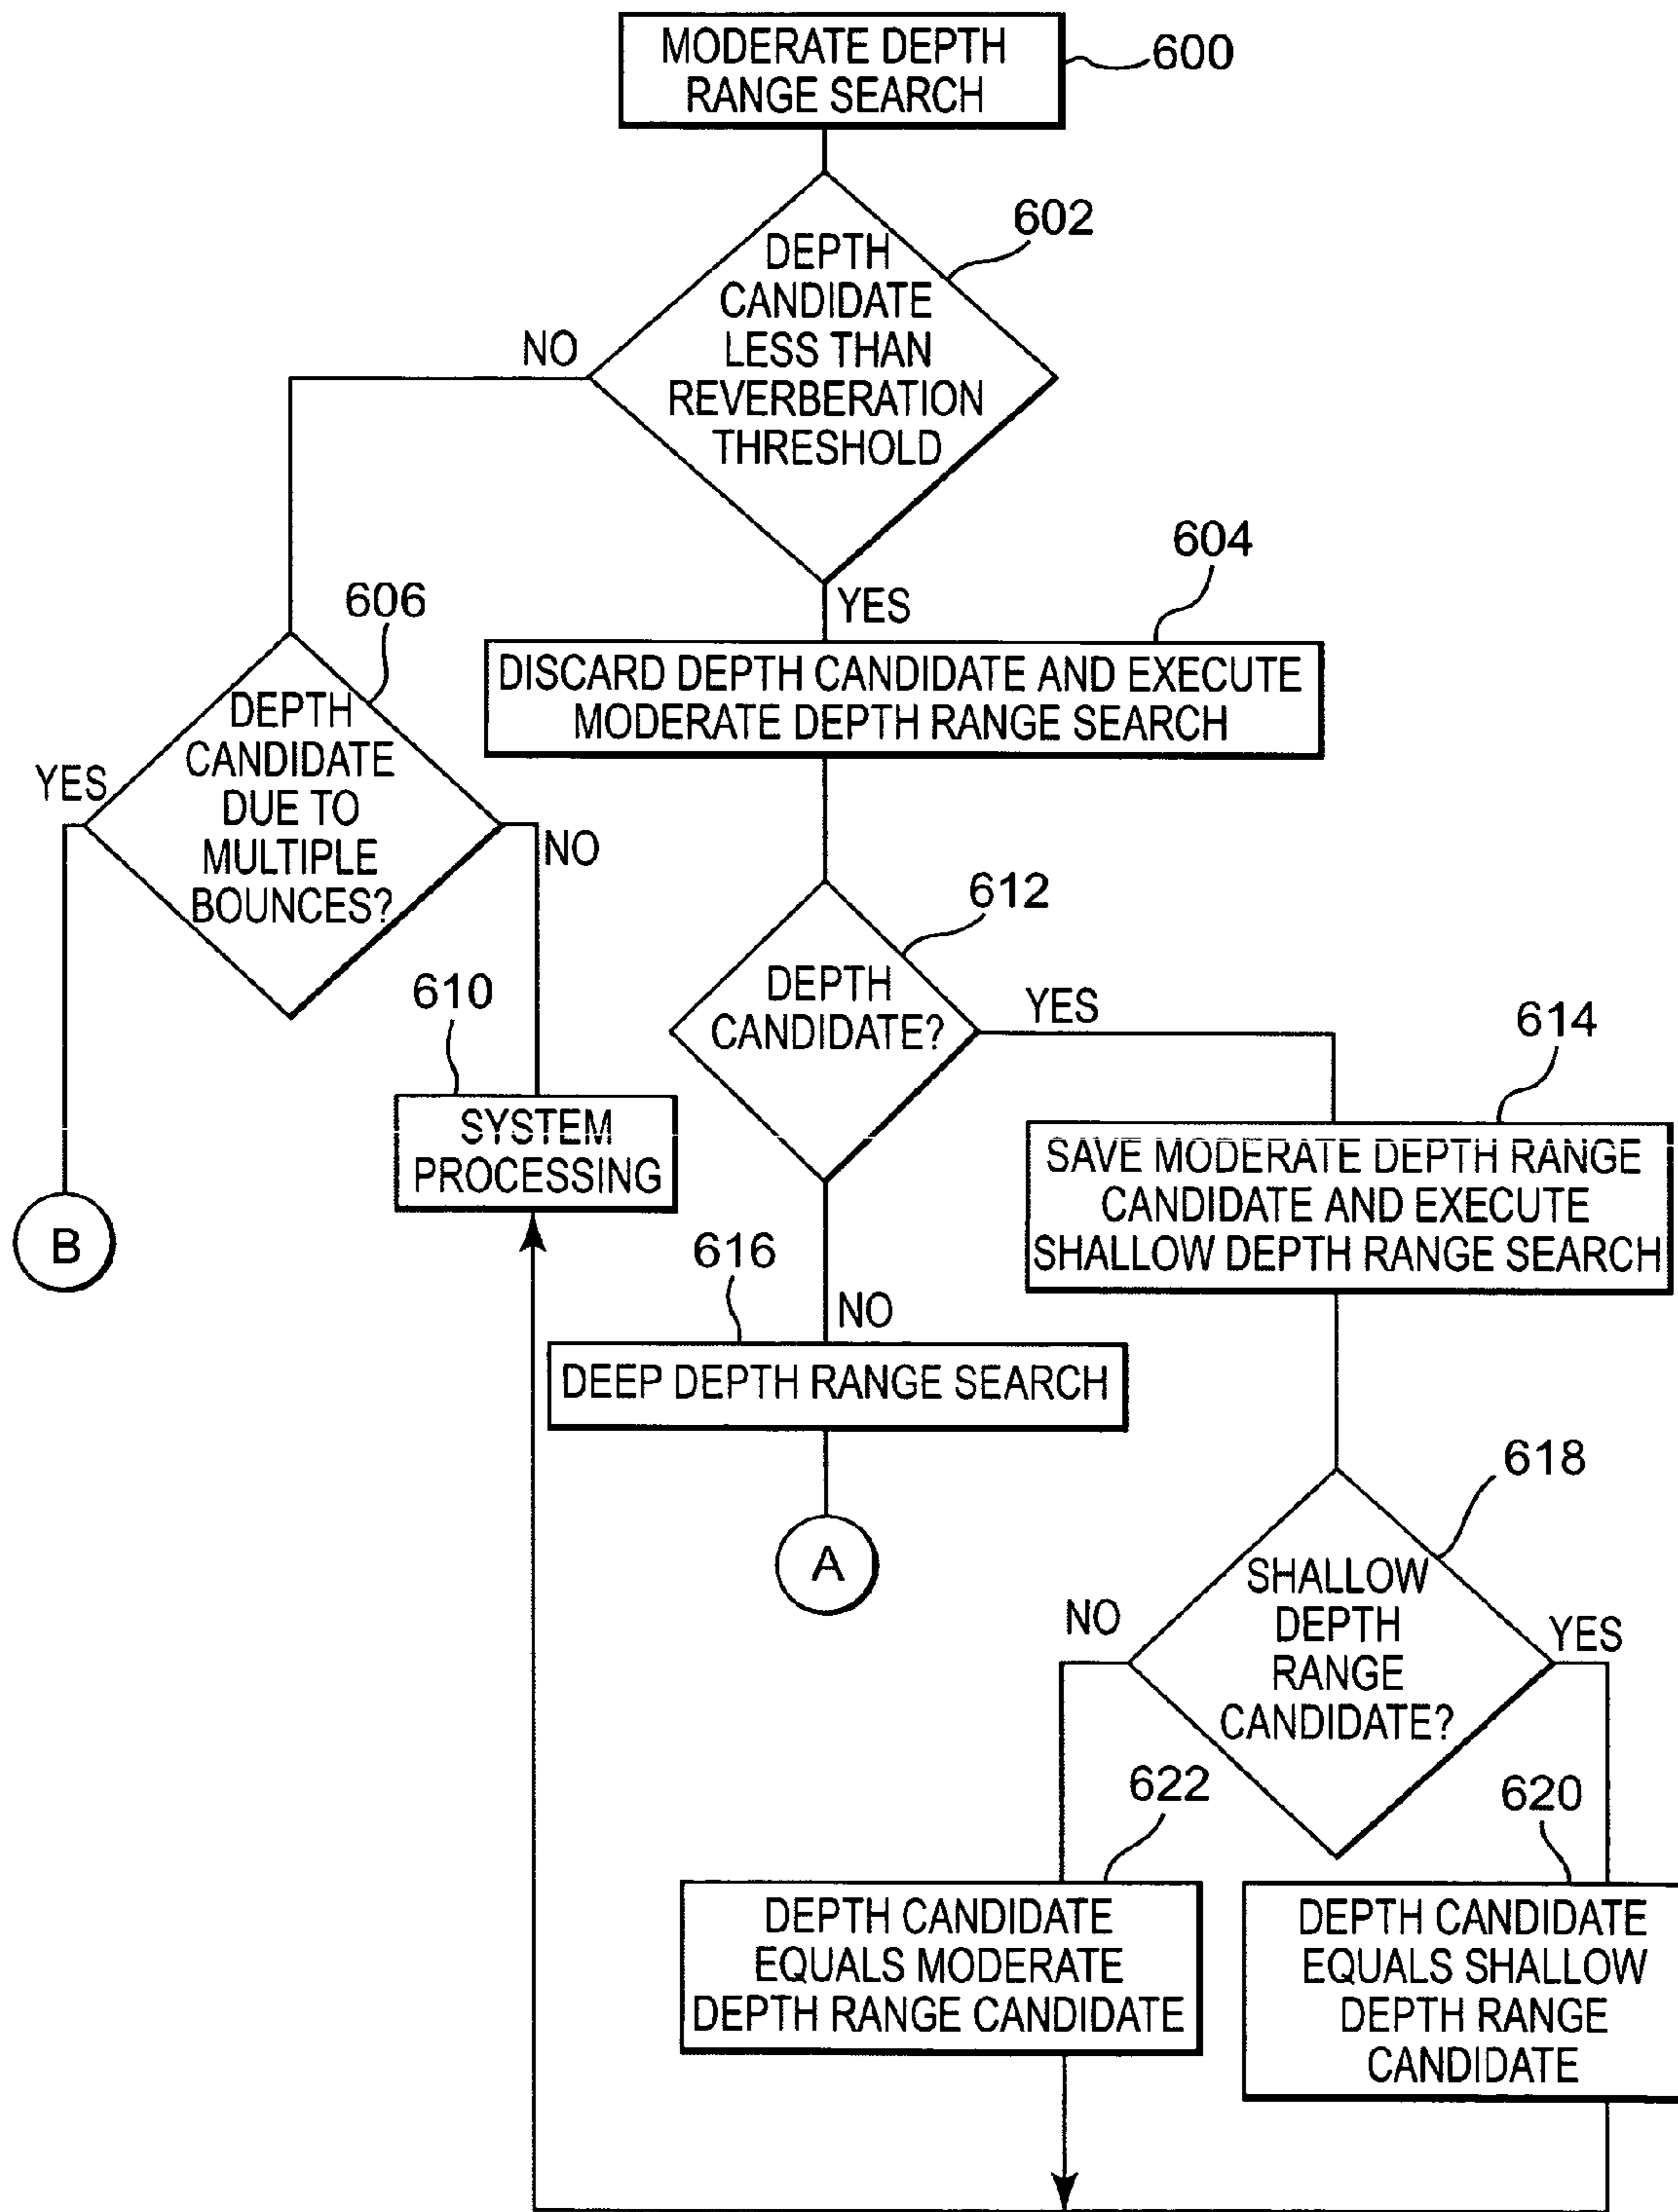 MODERATE DEPTH
RANGE SEARCH
600
602
DEPTH
CANDIDATE
LESS THAN
REVERBERATION
THRESHOLD
NO
YES
604
DISCARD DEPTH CANDIDATE AND EXECUTE
MODERATE DEPTH RANGE SEARCH
606
DEPTH
CANDIDATE
DUE TO
MULTIPLE
BOUNCES?
YES
NO
B
610
SYSTEM
PROCESSING
612
DEPTH
CANDIDATE?
YES
614
SAVE MODERATE DEPTH RANGE
CANDIDATE AND EXECUTE
SHALLOW DEPTH RANGE SEARCH
NO
616
DEEP DEPTH RANGE SEARCH
A
618
SHALLOW
DEPTH
RANGE
CANDIDATE?
NO
YES
622
DEPTH CANDIDATE
EQUALS MODERATE
DEPTH RANGE CANDIDATE
620
DEPTH CANDIDATE
EQUALS SHALLOW
DEPTH RANGE
CANDIDATE